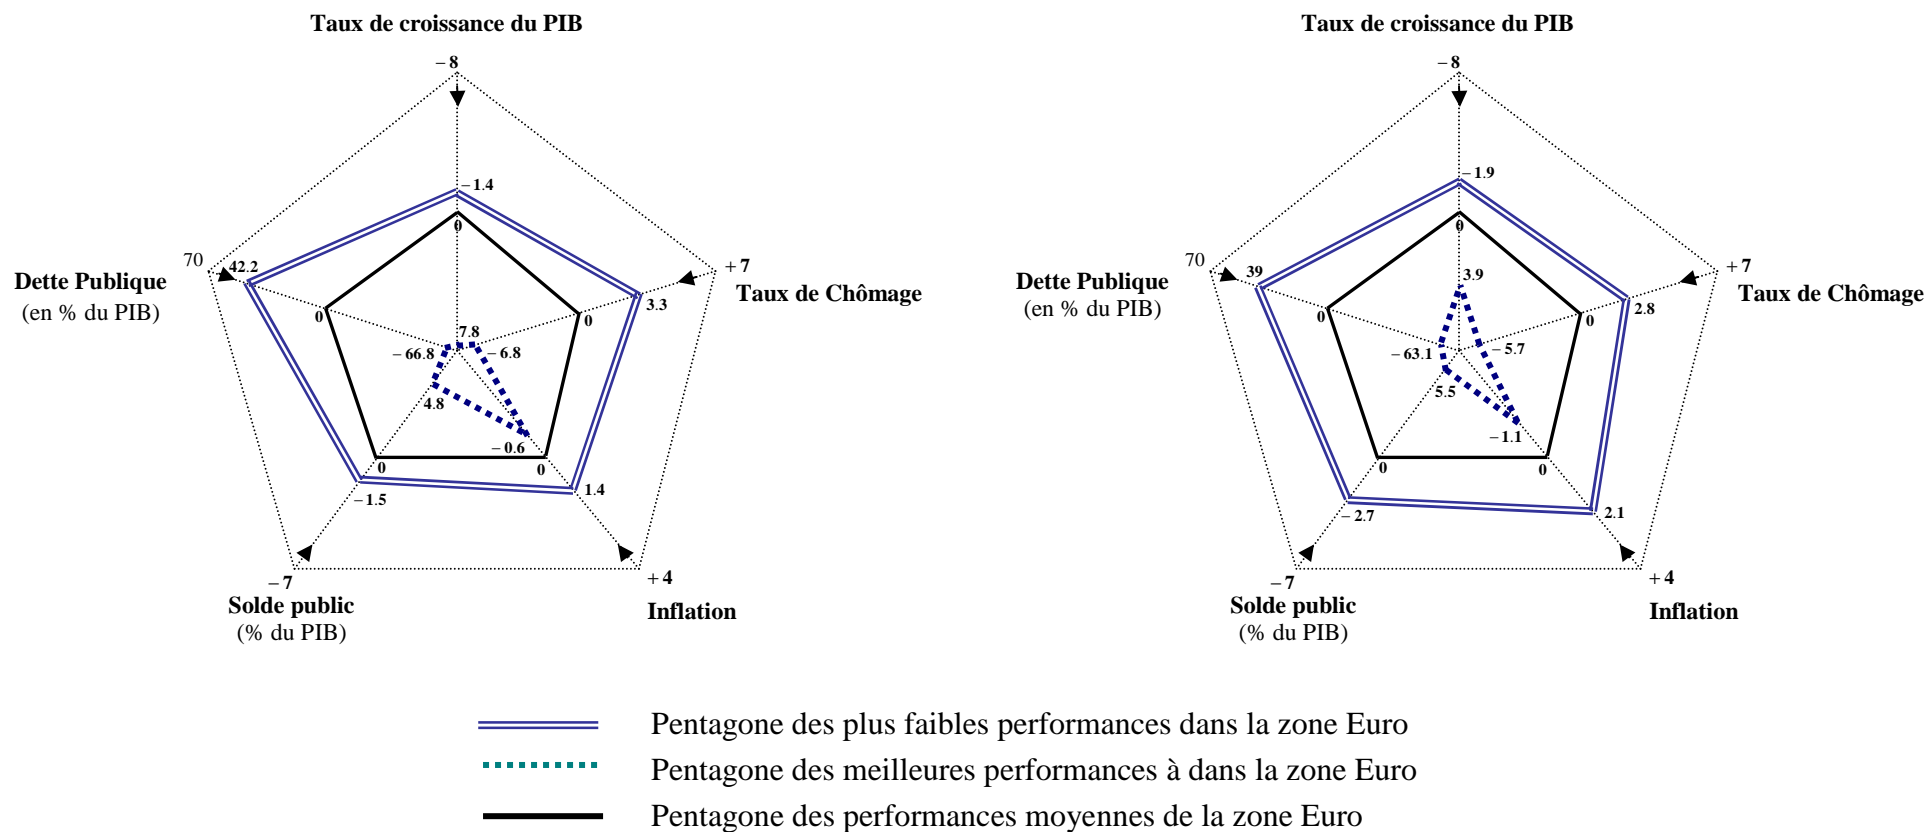 Taux de croissance du PIB
– 8
– 1.4
0
70
42.2
Dette Publique
(en % du PIB)
0
+ 7
Taux de Chômage
3.3
0
7.8
– 66.8
– 6.8
4.8
– 0.6
0
0
1.4
– 1.5
– 7
+ 4
Solde public
(% du PIB)
Inflation
Taux de croissance du PIB
– 8
– 1.9
0
70
39
Dette Publique
(en % du PIB)
0
3.9
+ 7
Taux de Chômage
2.8
0
– 63.1
– 5.7
5.5
– 1.1
0
0
2.1
– 2.7
– 7
+ 4
Solde public
(% du PIB)
Inflation
Pentagone des plus faibles performances dans la zone Euro
Pentagone des meilleures performances à dans la zone Euro
Pentagone des performances moyennes de la zone Euro